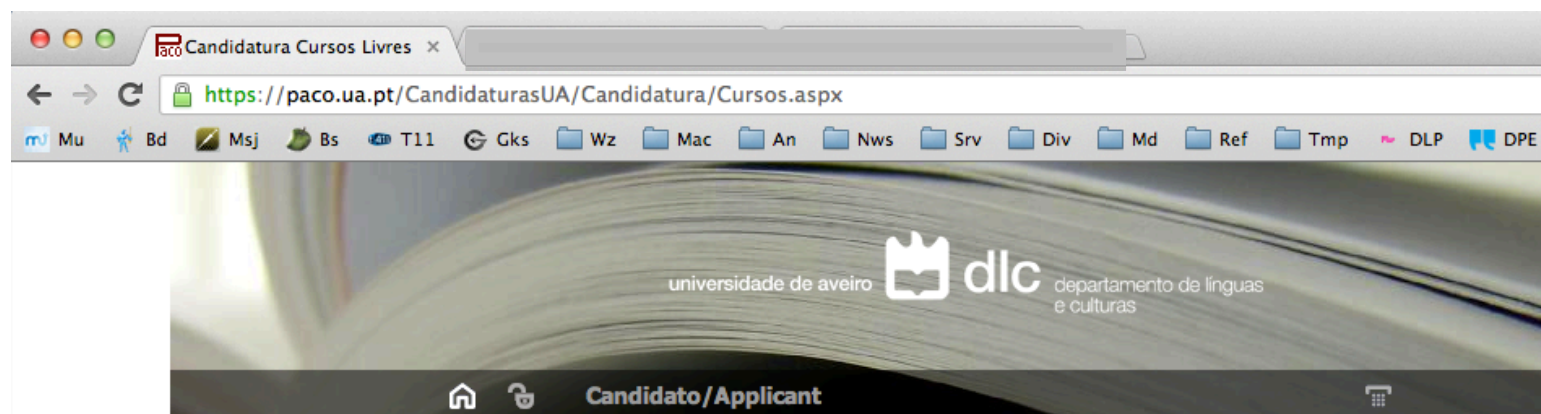 Paco Candidatura Cursos Livres ×
https://paco.ua.pt/CandidaturasUA/Candidatura/Cursos.aspx
Mu Bd Msj Bs T11 Gks Wz Mac An Nws Srv Div Md Ref Tmp DLP DPE
universidade de aveiro dlc departamento de línguas
e culturas
Candidato/Applicant